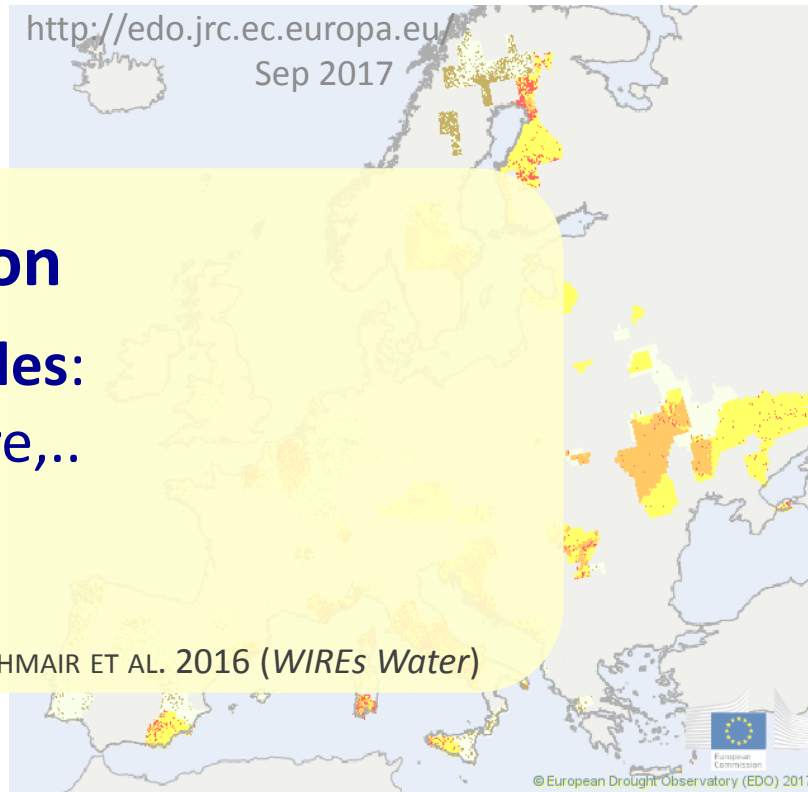 http://edo.jrc.ec.europa.eu/
Sep 2017
on
les:
e,..
HMAIR ET AL. 2016 (WIREs Water)
European
Commission
© European Drought Observatory (EDO) 2017